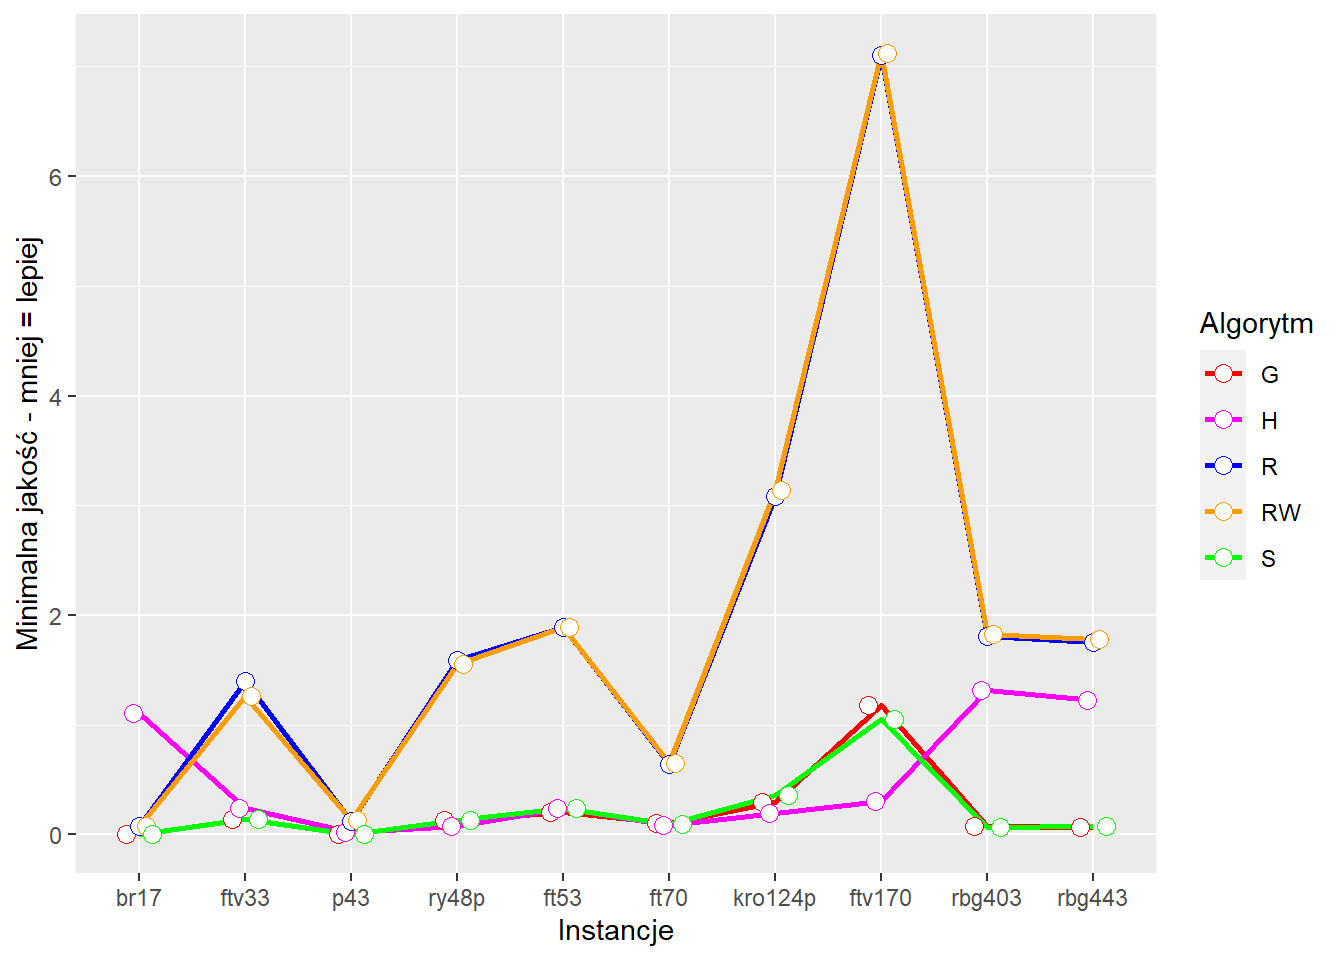 Minimalna jakość - mniej = lepiej
6
4
2
0
br17 ftv33 p43 ry48p ft53 ft70 kro124p ftv170 rbg403 rbg443
Instancje
Algorytm
G
H
R
RW
S